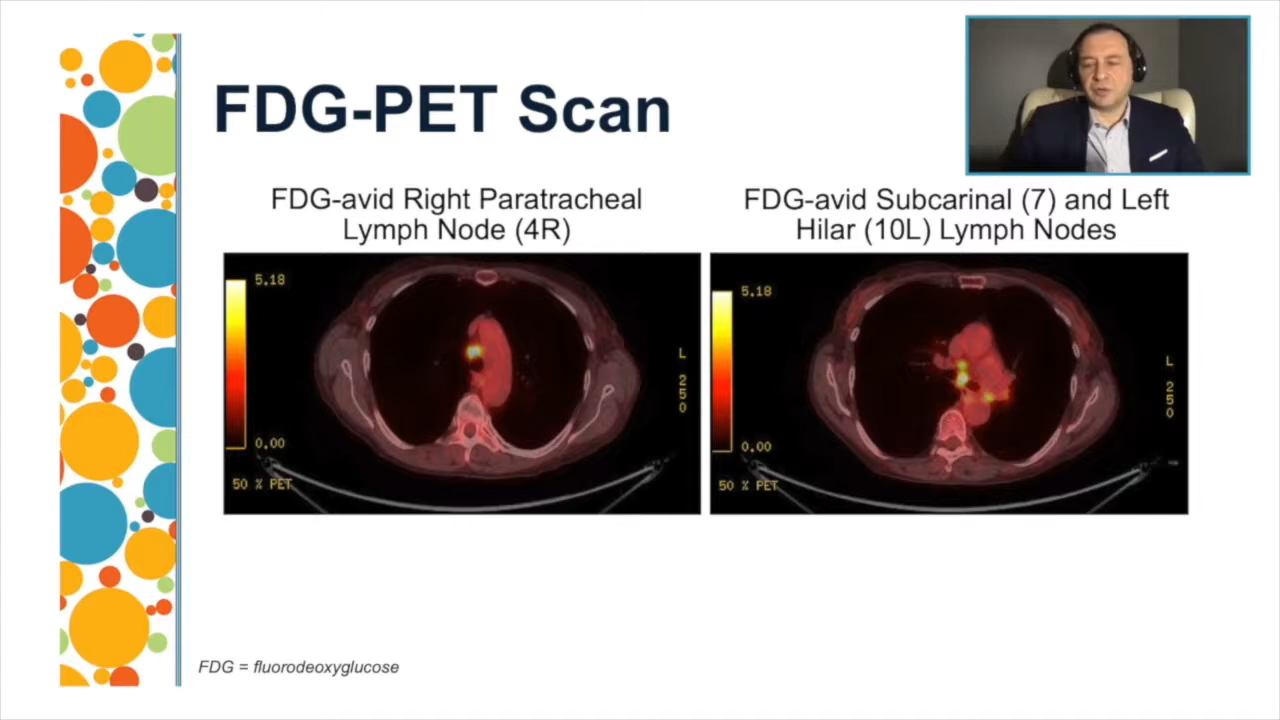 FDG-PET Scan
FDG-avid Right Paratracheal
Lymph Node (4R)
FDG-avid Subcarinal (7) and Left
Hilar (10L) Lymph Nodes
5.18
L
250
0.00
50 % PET
5.18
L
250
0.00
50 % PET
FDG = fluorodeoxyglucose